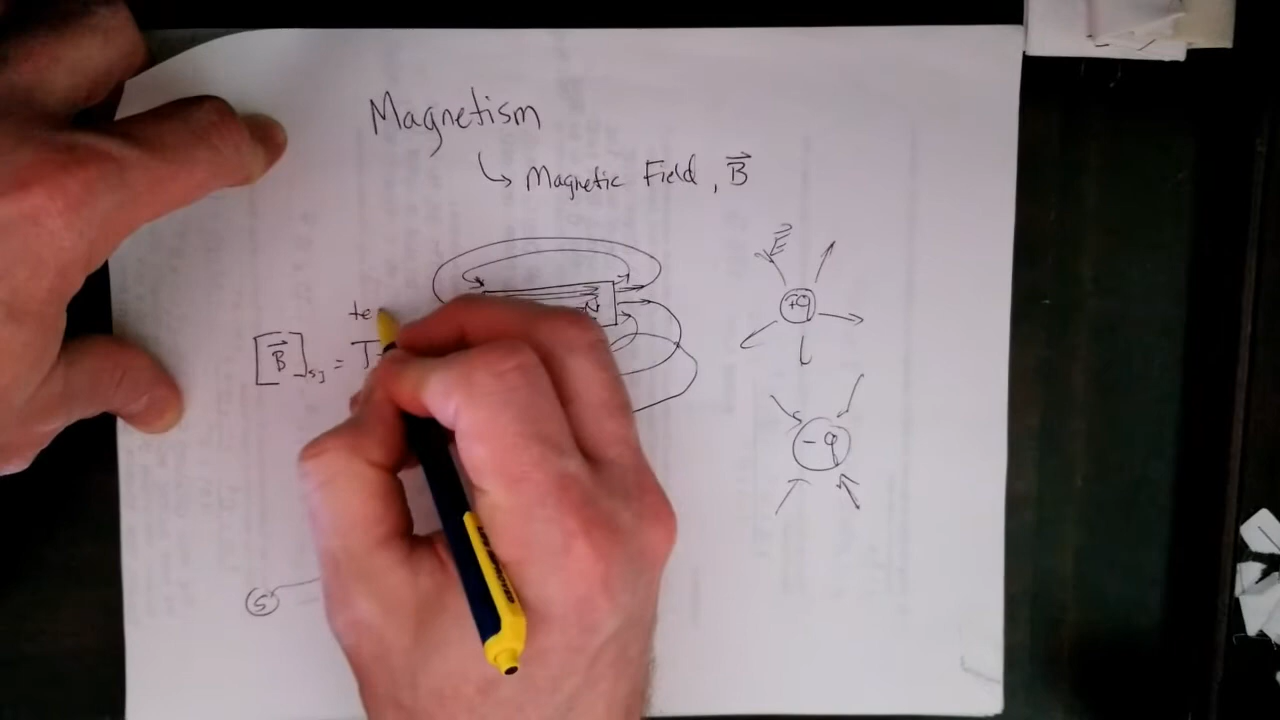 Magnetism
↳ Magnetic Field, B⃗
E⃗
N
+q
te
[B⃗]SI = T
-q
S